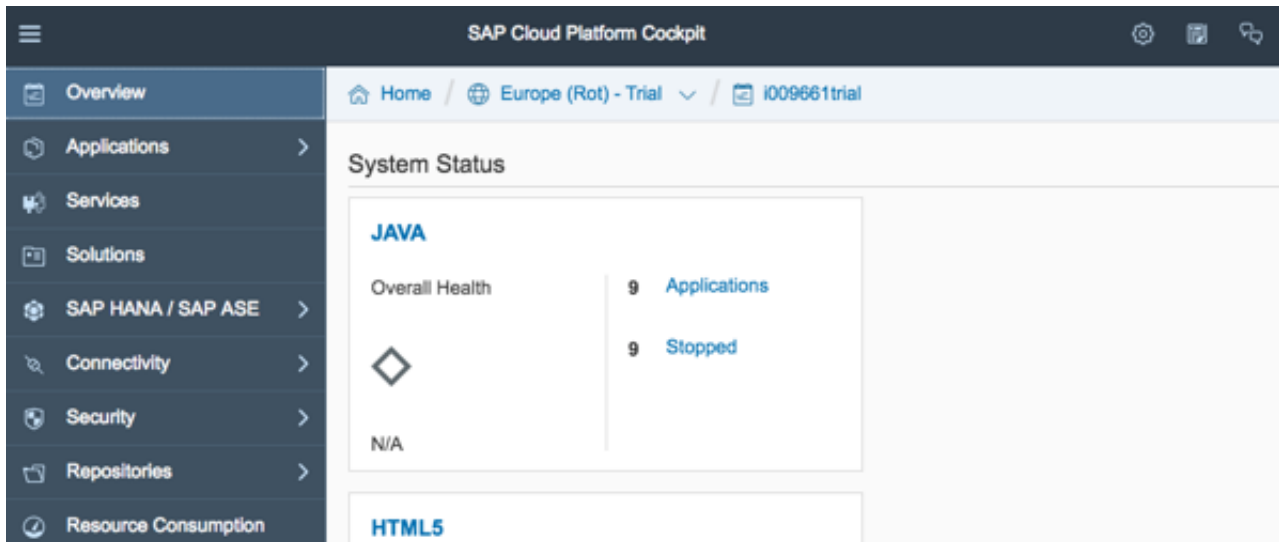 SAP Cloud Platform Cockpit
Overview
Applications
Services
Solutions
SAP HANA / SAP ASE
Connectivity
Security
Repositories
Resource Consumption
Home / Europe (Rot) - Trial / i009661trial
System Status
JAVA
Overall Health
N/A
9 Applications
9 Stopped
HTML5